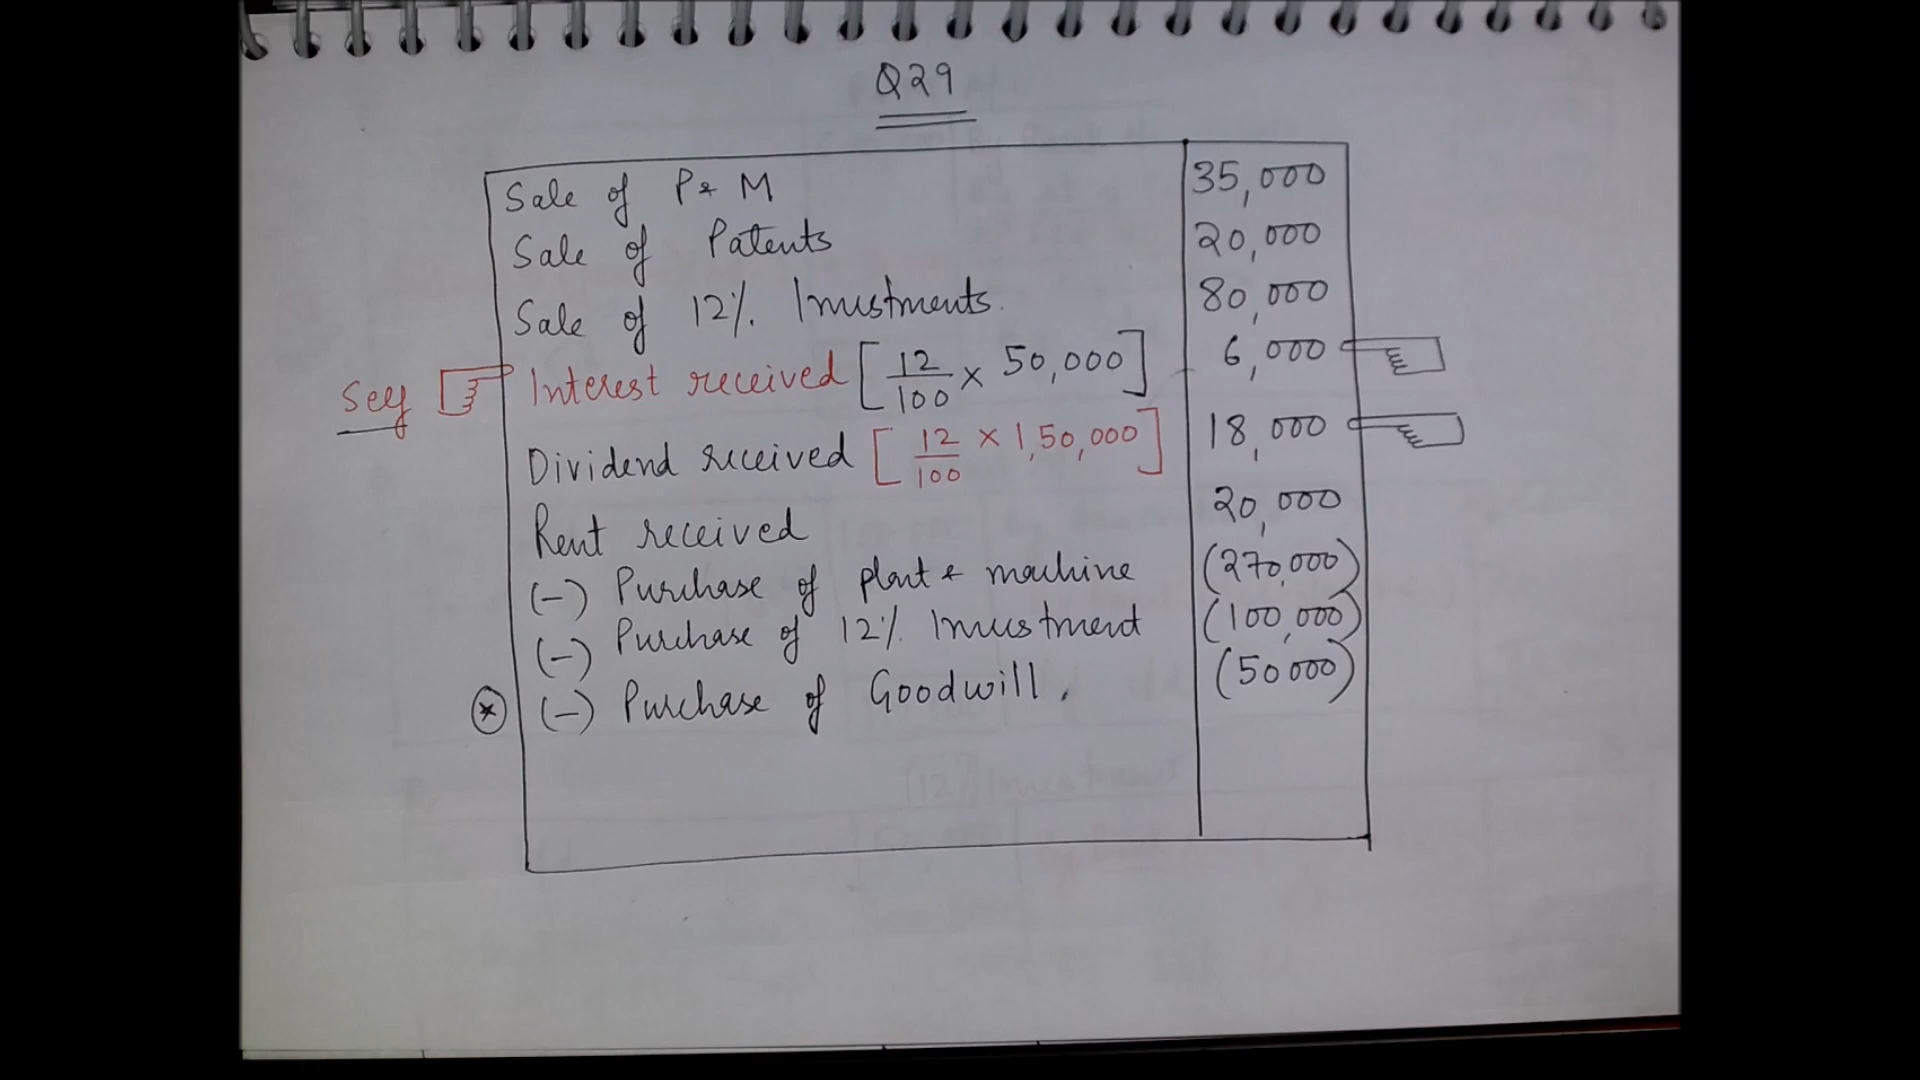 Q29
Sale of P & M 35,000
Sale of Patents 20,000
Sale of 12% Investments. 80,000
Self Interest received [12/100 × 50,000] 6,000
Dividend received [12/100 × 1,50,000] 18,000
Rent received 20,000
(-) Purchase of plant & machine (270,000)
(-) Purchase of 12% Investment (100,000)
(-) Purchase of Goodwill. (50000)